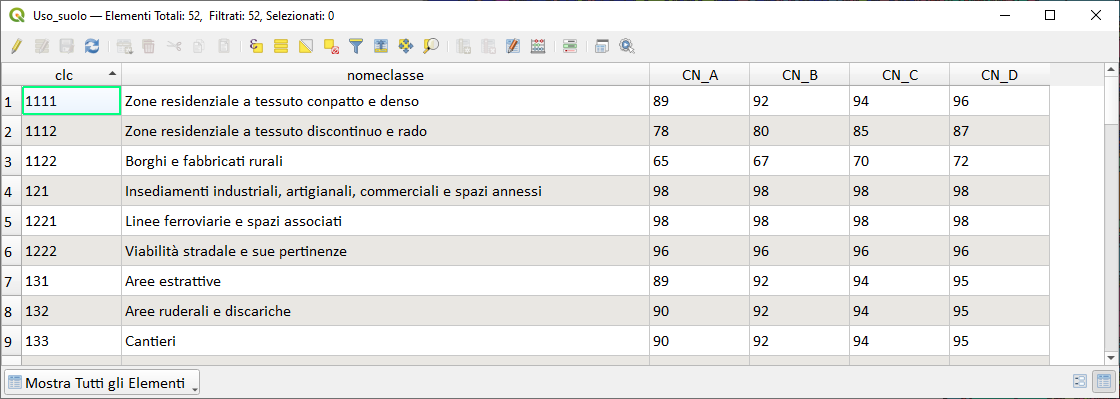 Uso_suolo — Elementi Totali: 52, Filtrati: 52, Selezionati: 0
clc nomeclasse CN_A CN_B CN_C CN_D
1 1111 Zone residenziale a tessuto conpatto e denso 89 92 94 96
2 1112 Zone residenziale a tessuto discontinuo e rado 78 80 85 87
3 1122 Borghi e fabbricati rurali 65 67 70 72
4 121 Insediamenti industriali, artigianali, commerciali e spazi annessi 98 98 98 98
5 1221 Linee ferroviarie e spazi associati 98 98 98 98
6 1222 Viabilità stradale e sue pertinenze 96 96 96 96
7 131 Aree estrattive 89 92 94 95
8 132 Aree ruderali e discariche 90 92 94 95
9 133 Cantieri 90 92 94 95
Mostra Tutti gli Elementi